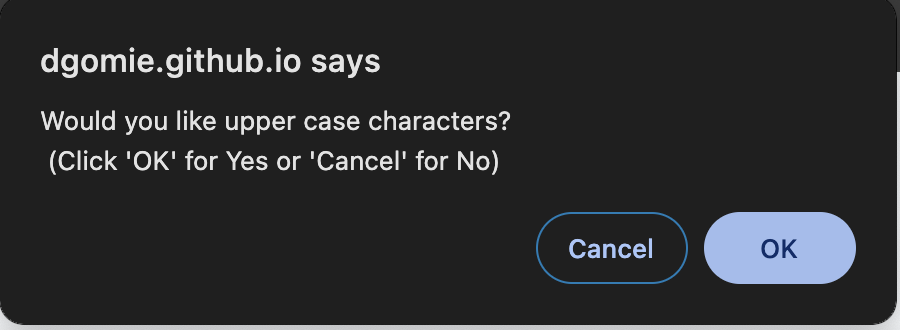 dgomie.github.io says
Would you like upper case characters?
(Click 'OK' for Yes or 'Cancel' for No)
Cancel
OK